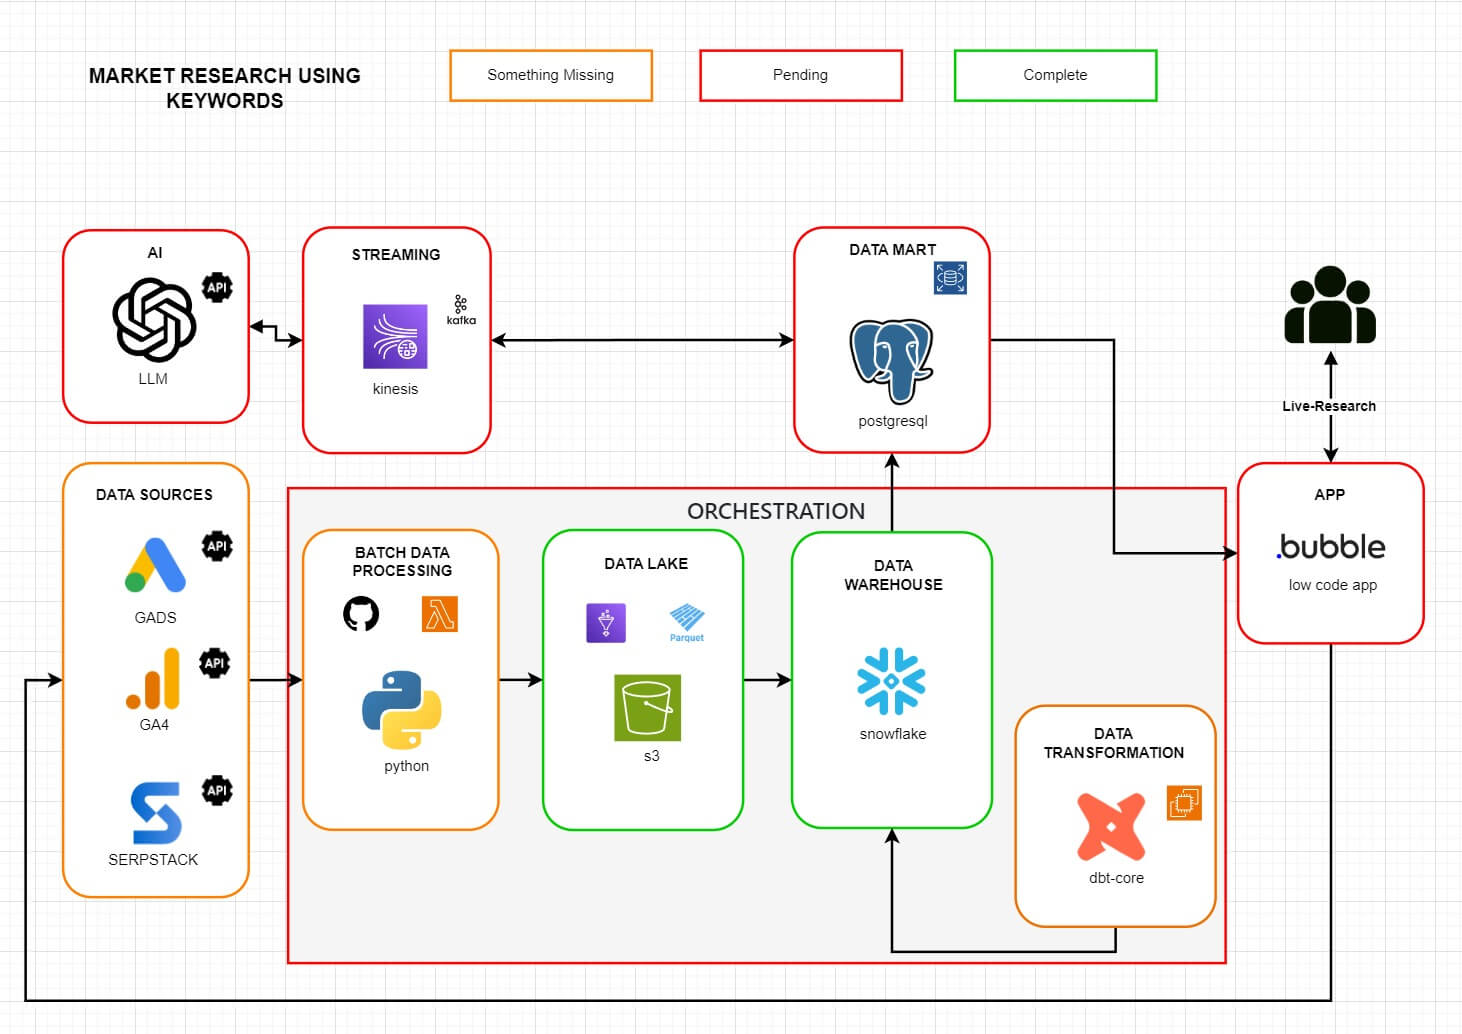 MARKET RESEARCH USING
KEYWORDS
Something Missing
Pending
Complete
AI
API
LLM
STREAMING
kafka
kinesis
DATA MART
postgresql
Live-Research
DATA SOURCES
API
GADS
API
GA4
API
SERPSTACK
ORCHESTRATION
BATCH DATA
PROCESSING
python
DATA LAKE
Parquet
s3
DATA
WAREHOUSE
snowflake
DATA
TRANSFORMATION
dbt-core
APP
.bubble
low code app